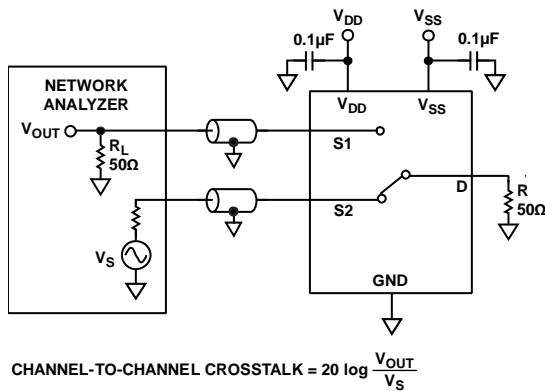 V_DD
V_SS
0.1µF
0.1µF
NETWORK
ANALYZER
V_DD
V_SS
V_OUT
R_L
50Ω
S1
S2
D
R
50Ω
V_S
GND
CHANNEL-TO-CHANNEL CROSSTALK = 20 log V_OUT/V_S